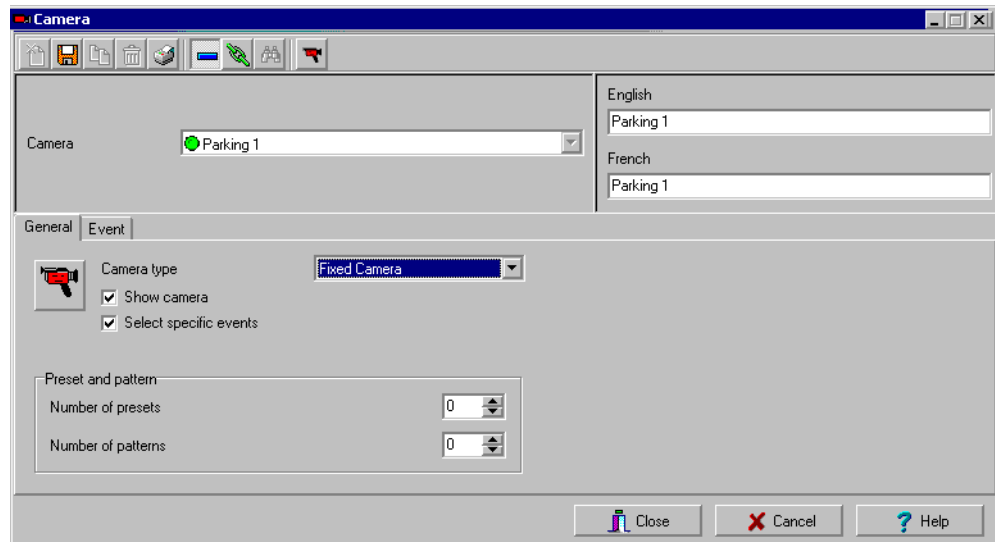 Camera
English
Parking 1
Camera
Parking 1
French
Parking 1
General
Event
Camera type
Fixed Camera
Show camera
Select specific events
Preset and pattern
Number of presets
0
Number of patterns
0
Close
Cancel
? Help